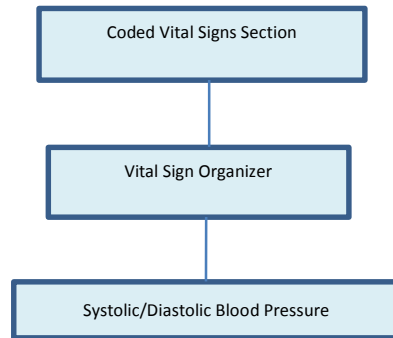 Coded Vital Signs Section
Vital Sign Organizer
Systolic/Diastolic Blood Pressure